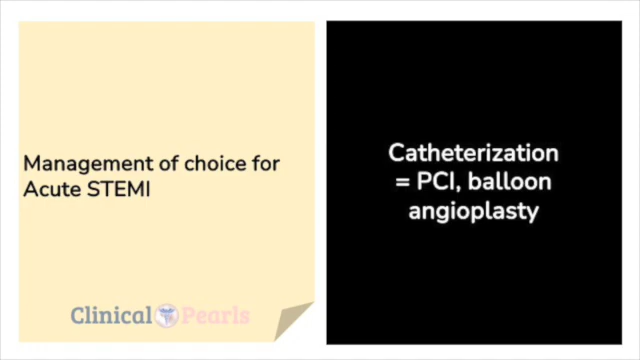 Management of choice for
Acute STEMI
Clinical Pearls
Catheterization
= PCI, balloon
angioplasty